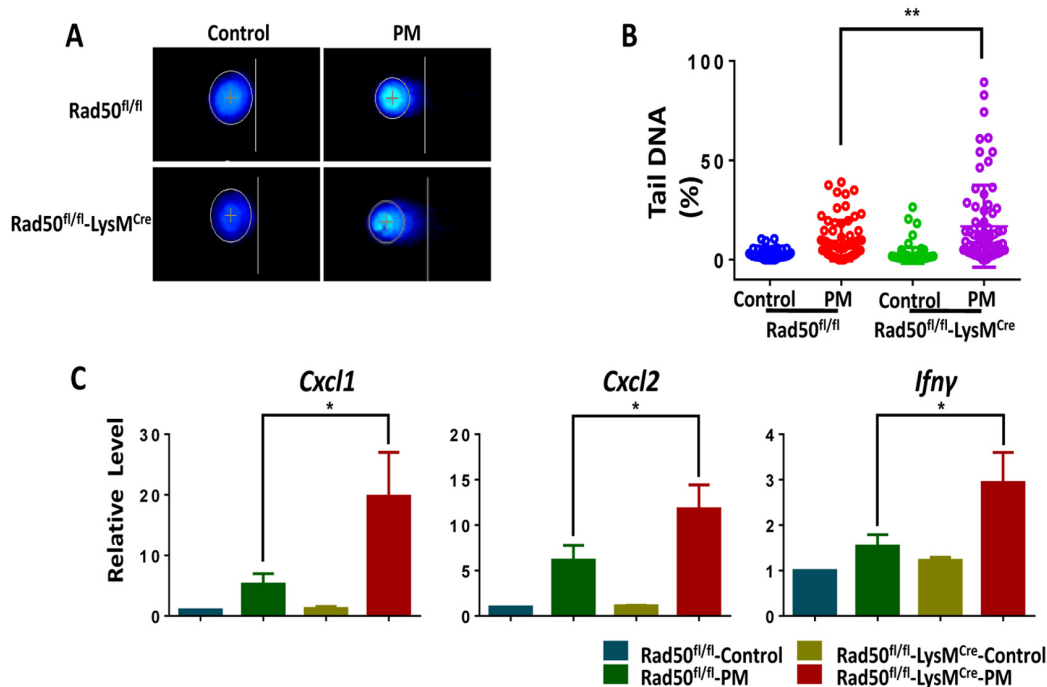 A
Control PM
Rad50fl/fl
Rad50fl/fl-LysMCre
B
**
Tail DNA
(%)
100
50
0
Control PM Control PM
Rad50fl/fl Rad50fl/fl-LysMCre
C
Cxcl1 Cxcl2 Ifnγ
* * *
Relative Level
30
20
10
0
20
15
10
5
0
4
3
2
1
0
Rad50fl/fl-Control Rad50fl/fl-LysMCre-Control
Rad50fl/fl-PM Rad50fl/fl-LysMCre-PM